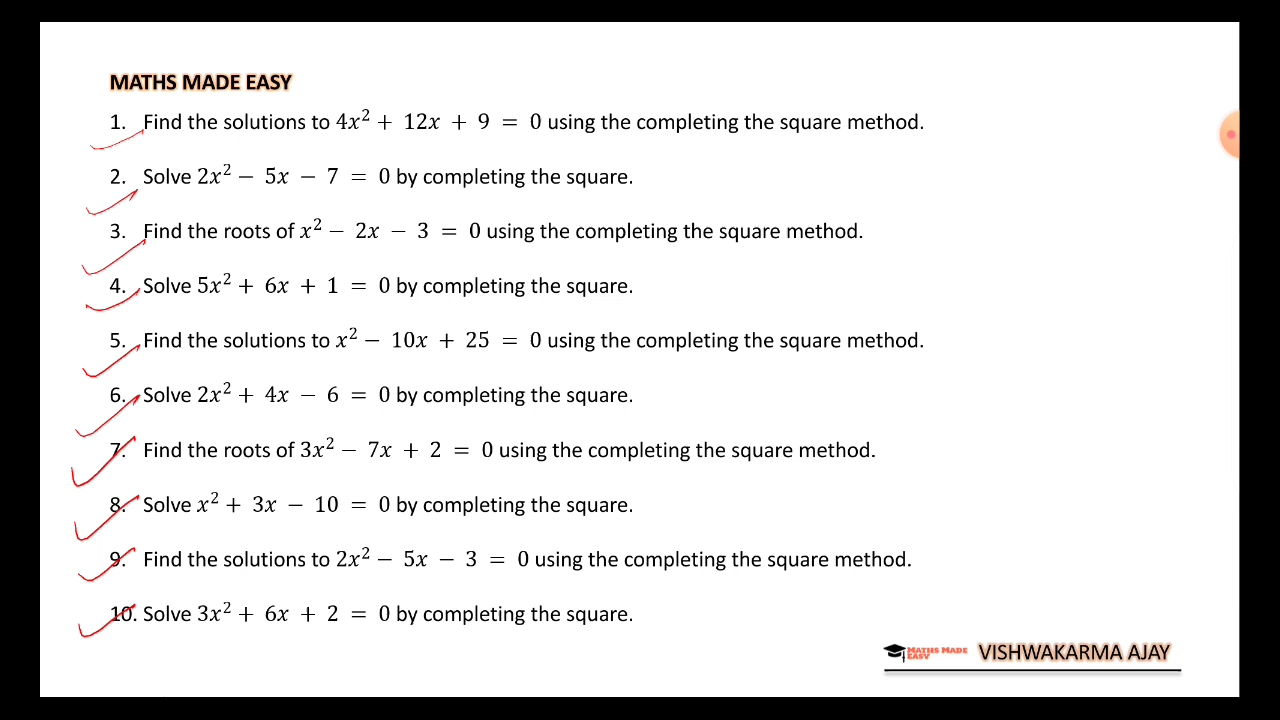 MATHS MADE EASY
1. Find the solutions to 4x² + 12x + 9 = 0 using the completing the square method.
2. Solve 2x² − 5x − 7 = 0 by completing the square.
3. Find the roots of x² − 2x − 3 = 0 using the completing the square method.
4. Solve 5x² + 6x + 1 = 0 by completing the square.
5. Find the solutions to x² − 10x + 25 = 0 using the completing the square method.
6. Solve 2x² + 4x − 6 = 0 by completing the square.
7. Find the roots of 3x² − 7x + 2 = 0 using the completing the square method.
8. Solve x² + 3x − 10 = 0 by completing the square.
9. Find the solutions to 2x² − 5x − 3 = 0 using the completing the square method.
10. Solve 3x² + 6x + 2 = 0 by completing the square.
MATHS MADE
EASY
VISHWAKARMA AJAY